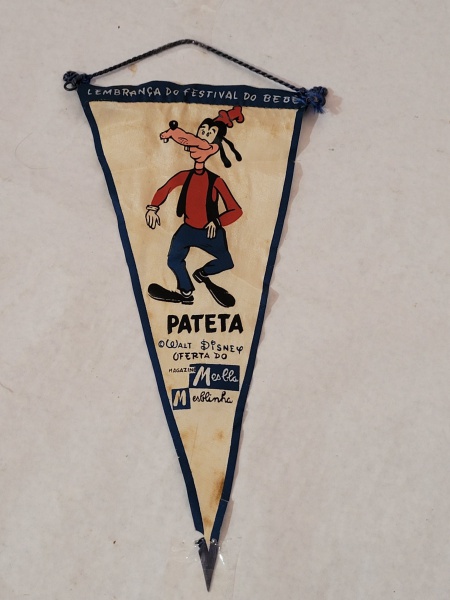 LEMBRANÇA DO FESTIVAL DO BEBÊ
PATETA
©WALT DISNEY
OFERTA DO
MAGAZINE Mesbla
Mesblinha